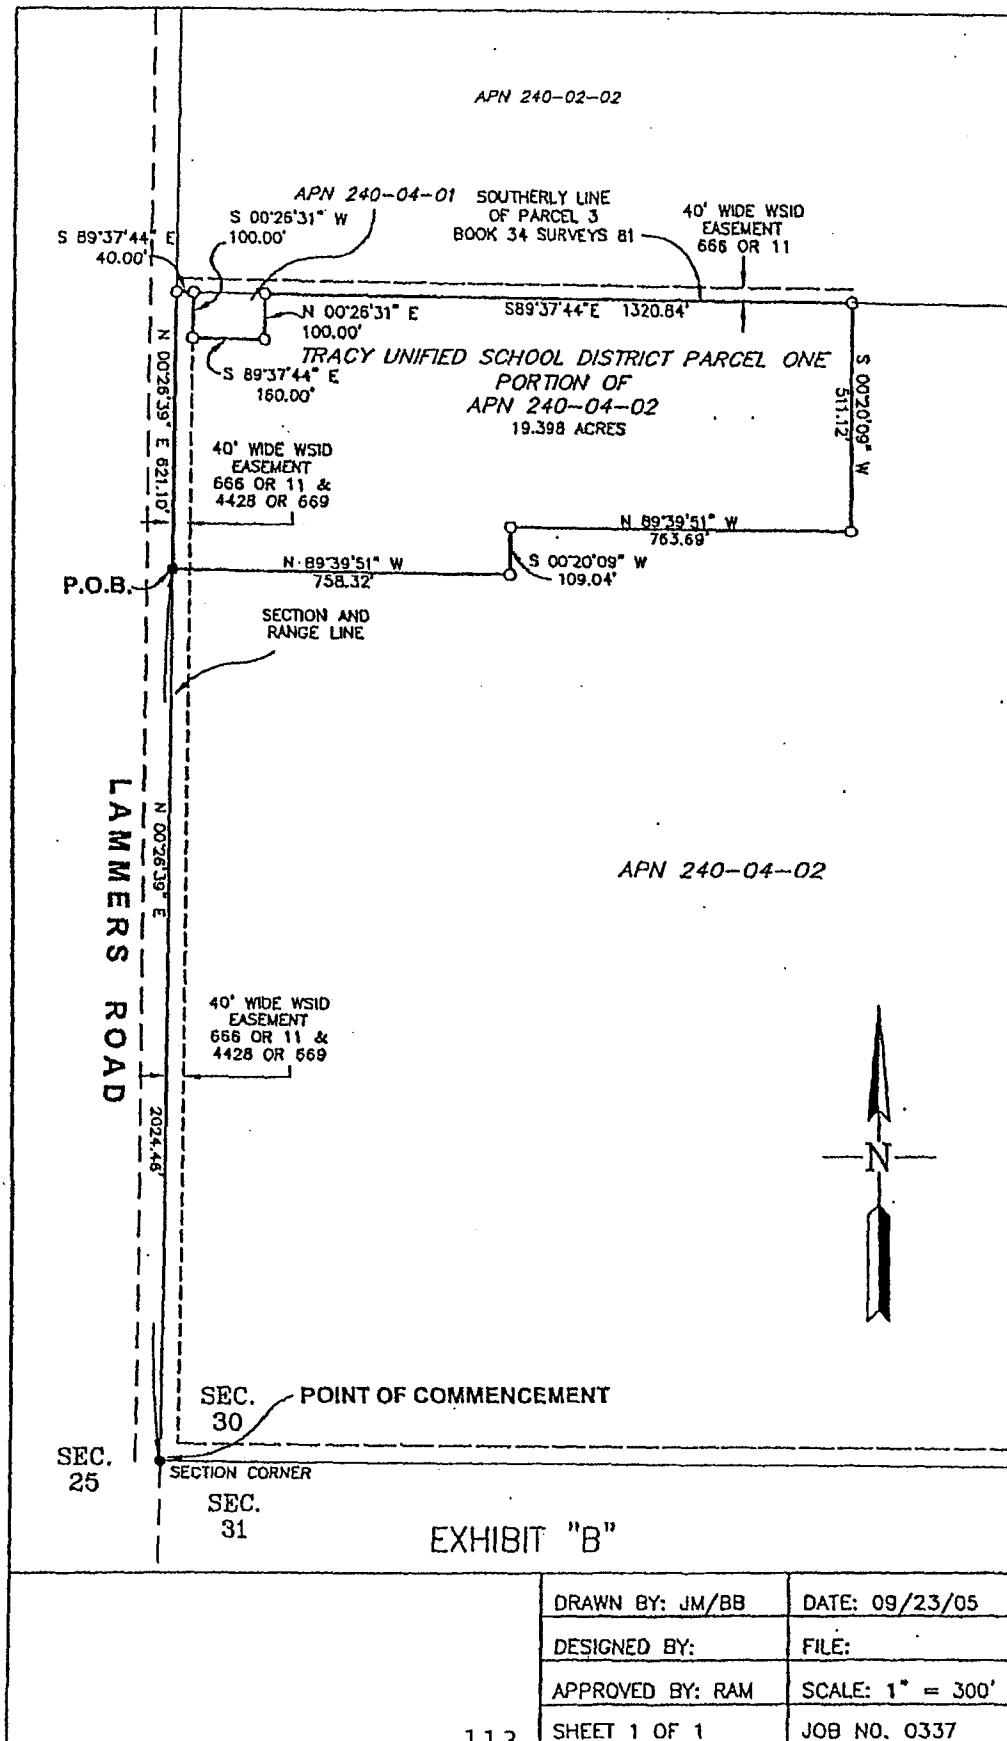 APN 240-02-02
APN 240-04-01
SOUTHERLY LINE
OF PARCEL 3
BOOK 34 SURVEYS 81
40' WIDE WSID
EASEMENT
666 OR 11
S 00°26'31" W
100.00'
S 89°37'44" E
40.00'
N 00°26'31" E
100.00'
S89°37'44"E 1320.84'
S 89°37'44" E
160.00'
TRACY UNIFIED SCHOOL DISTRICT PARCEL ONE
PORTION OF
APN 240-04-02
19.398 ACRES
N 00°26'39" E 621.10'
S 00°20'09" W
511.12'
40' WIDE WSID
EASEMENT
666 OR 11 &
4428 OR 669
N 89°39'51" W
763.69'
N 89°39'51" W
758.32'
S 00°20'09" W
109.04'
P.O.B.
SECTION AND
RANGE LINE
LAMMERS ROAD
N 00°26'39" E
2024.46'
APN 240-04-02
40' WIDE WSID
EASEMENT
666 OR 11 &
4428 OR 669
N
SEC.
30
POINT OF COMMENCEMENT
SEC.
25
SECTION CORNER
SEC.
31
EXHIBIT "B"
DRAWN BY: JM/BB
DATE: 09/23/05
DESIGNED BY:
FILE:
APPROVED BY: RAM
SCALE: 1" = 300'
SHEET 1 OF 1
JOB NO. 0337